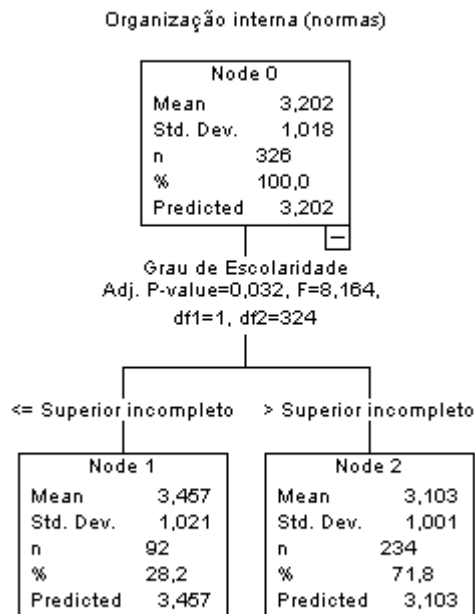 Organização interna (normas)
Node 0
Mean 3,202
Std. Dev. 1,018
n 326
% 100,0
Predicted 3,202
Grau de Escolaridade
Adj. P-value=0,032, F=8,164,
df1=1, df2=324
<= Superior incompleto
> Superior incompleto
Node 1
Mean 3,457
Std. Dev. 1,021
n 92
% 28,2
Predicted 3,457
Node 2
Mean 3,103
Std. Dev. 1,001
n 234
% 71,8
Predicted 3,103